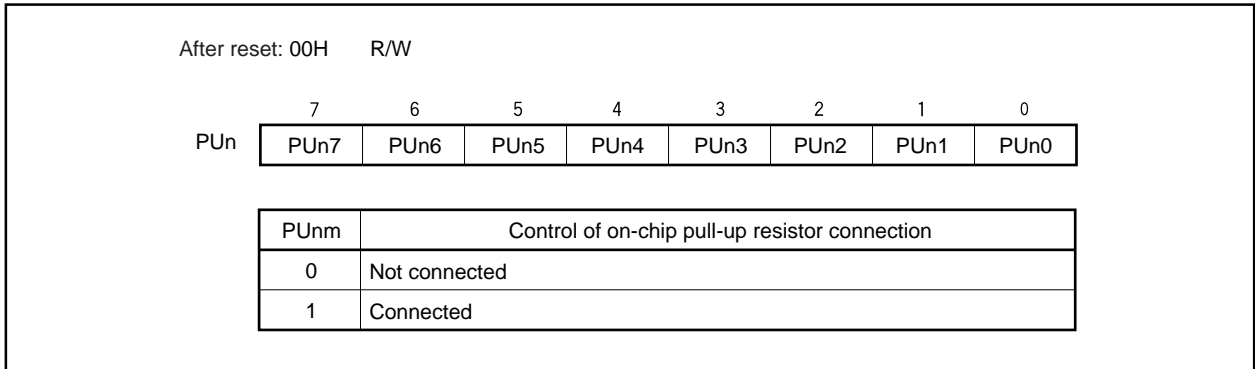 After reset: 00H R/W
7 6 5 4 3 2 1 0
PUn PUn7 PUn6 PUn5 PUn4 PUn3 PUn2 PUn1 PUn0
PUnm Control of on-chip pull-up resistor connection
0 Not connected
1 Connected